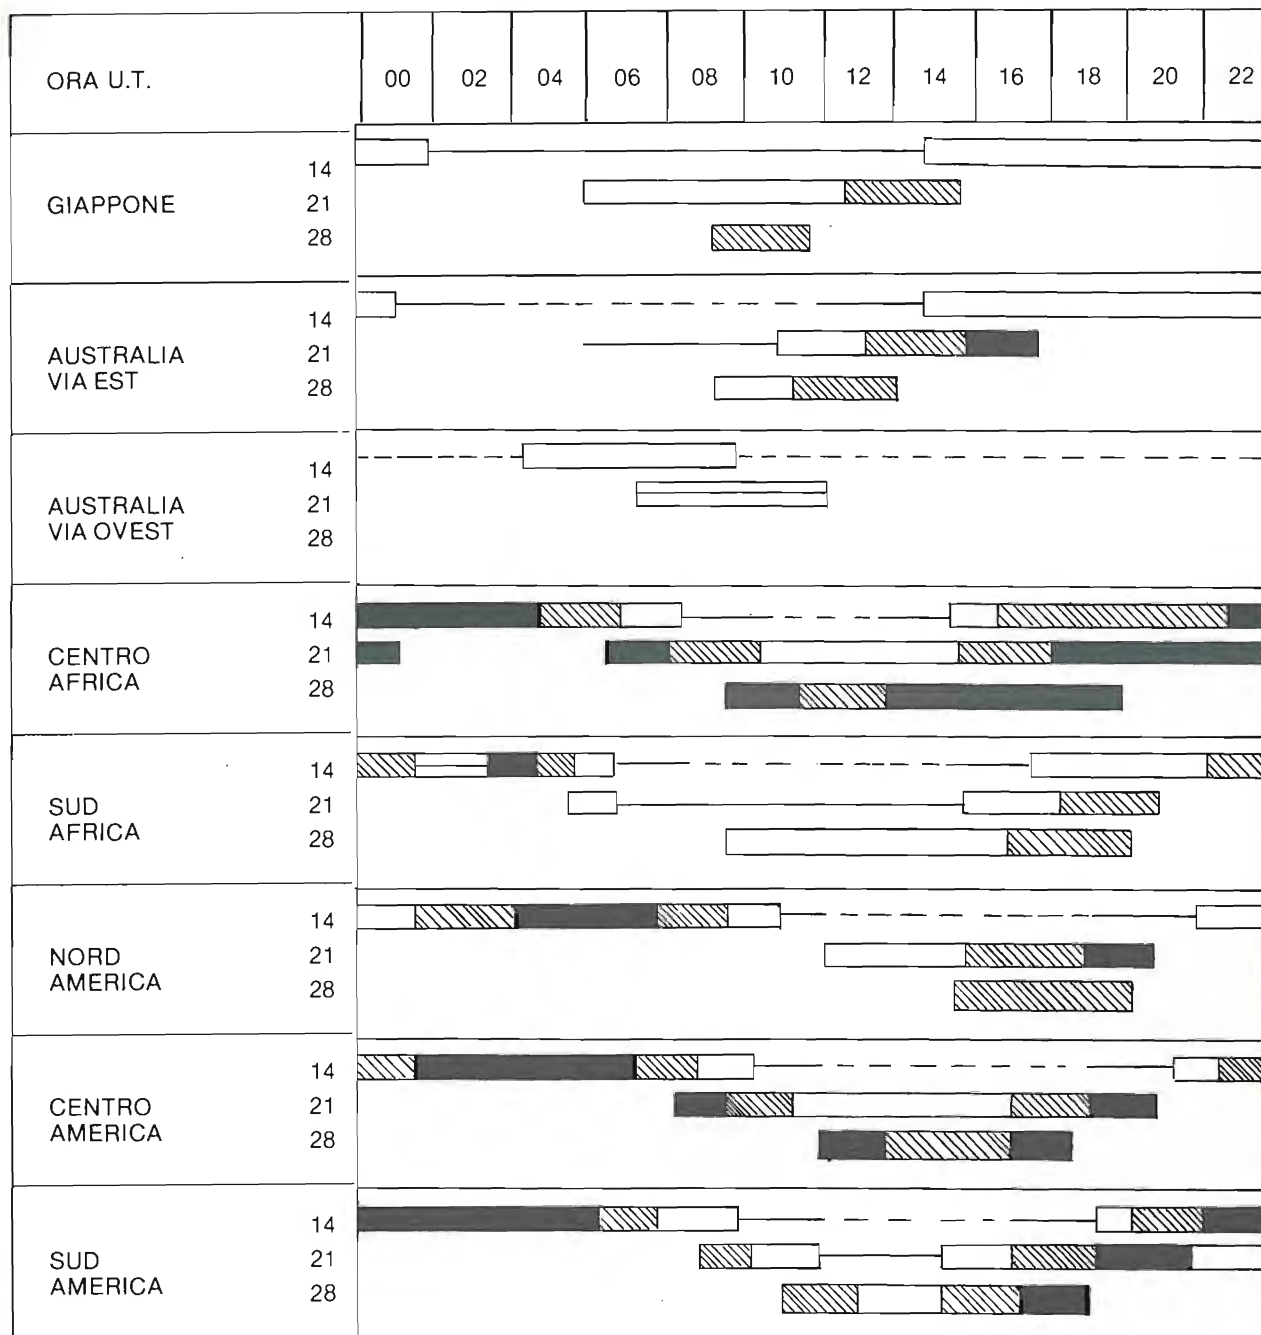 ORA U.T. 00 02 04 06 08 10 12 14 16 18 20 22
14
GIAPPONE 21
28
14
AUSTRALIA 21
VIA EST
28
14
AUSTRALIA 21
VIA OVEST
28
14
CENTRO 21
AFRICA
28
14
SUD 21
AFRICA
28
14
NORD 21
AMERICA
28
14
CENTRO 21
AMERICA
28
14
SUD 21
AMERICA
28